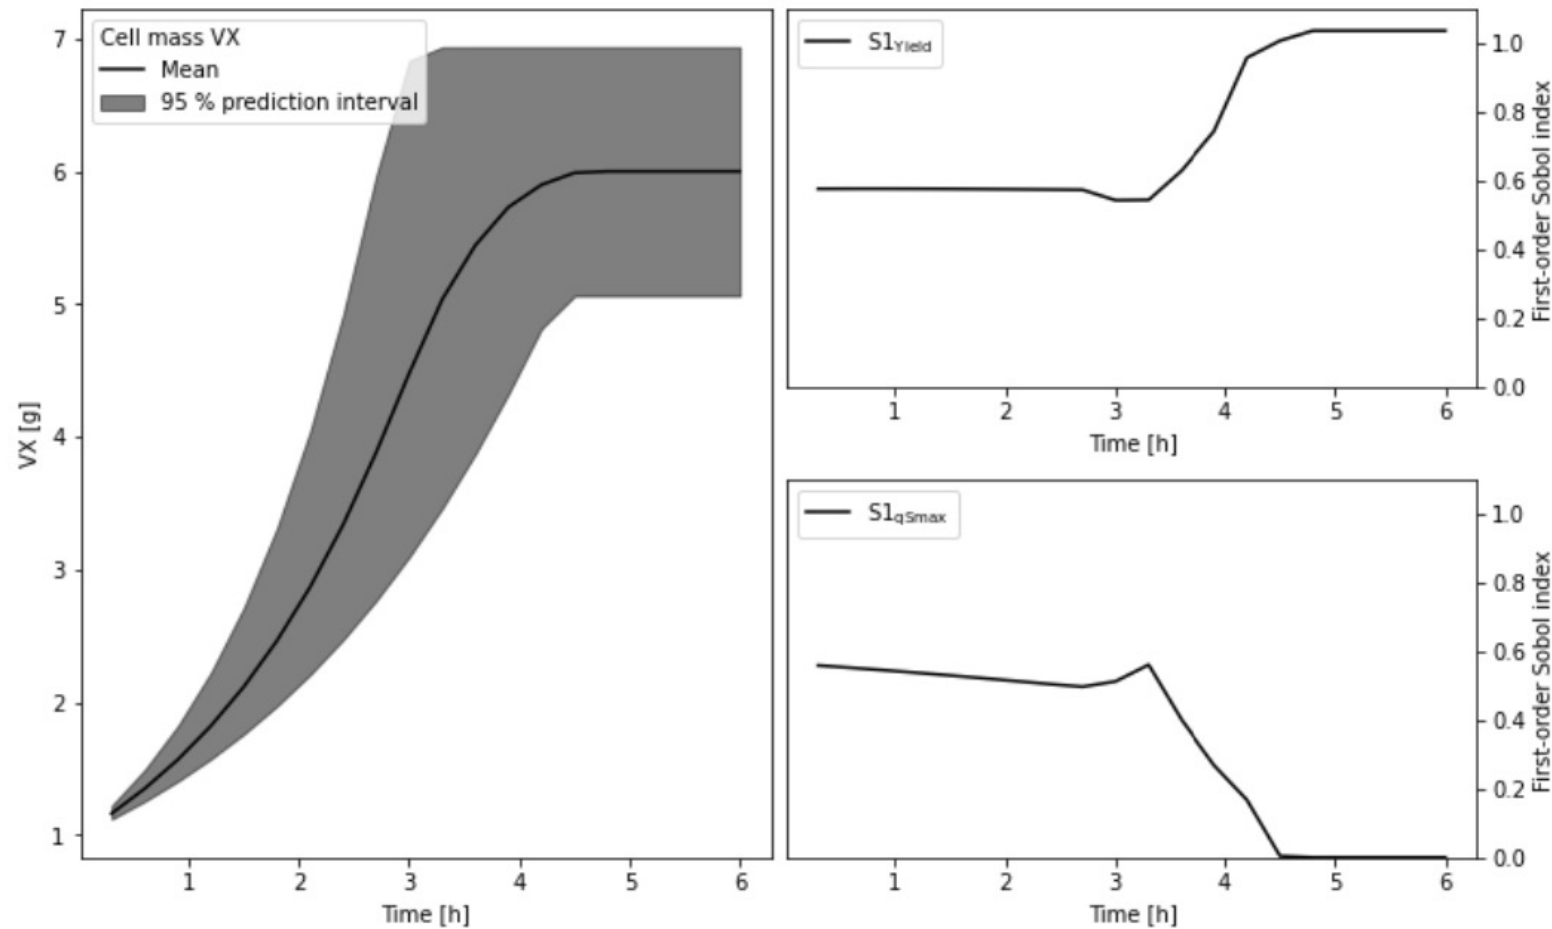 Cell mass VX
Mean
95 % prediction interval
7
6
5
4
3
2
1
VX [g]
1 2 3 4 5 6
Time [h]
S1Yield
1.0
0.8
0.6
0.4
0.2
0.0
First-order Sobol index
1 2 3 4 5 6
Time [h]
S1qSmax
1.0
0.8
0.6
0.4
0.2
0.0
First-order Sobol index
1 2 3 4 5 6
Time [h]